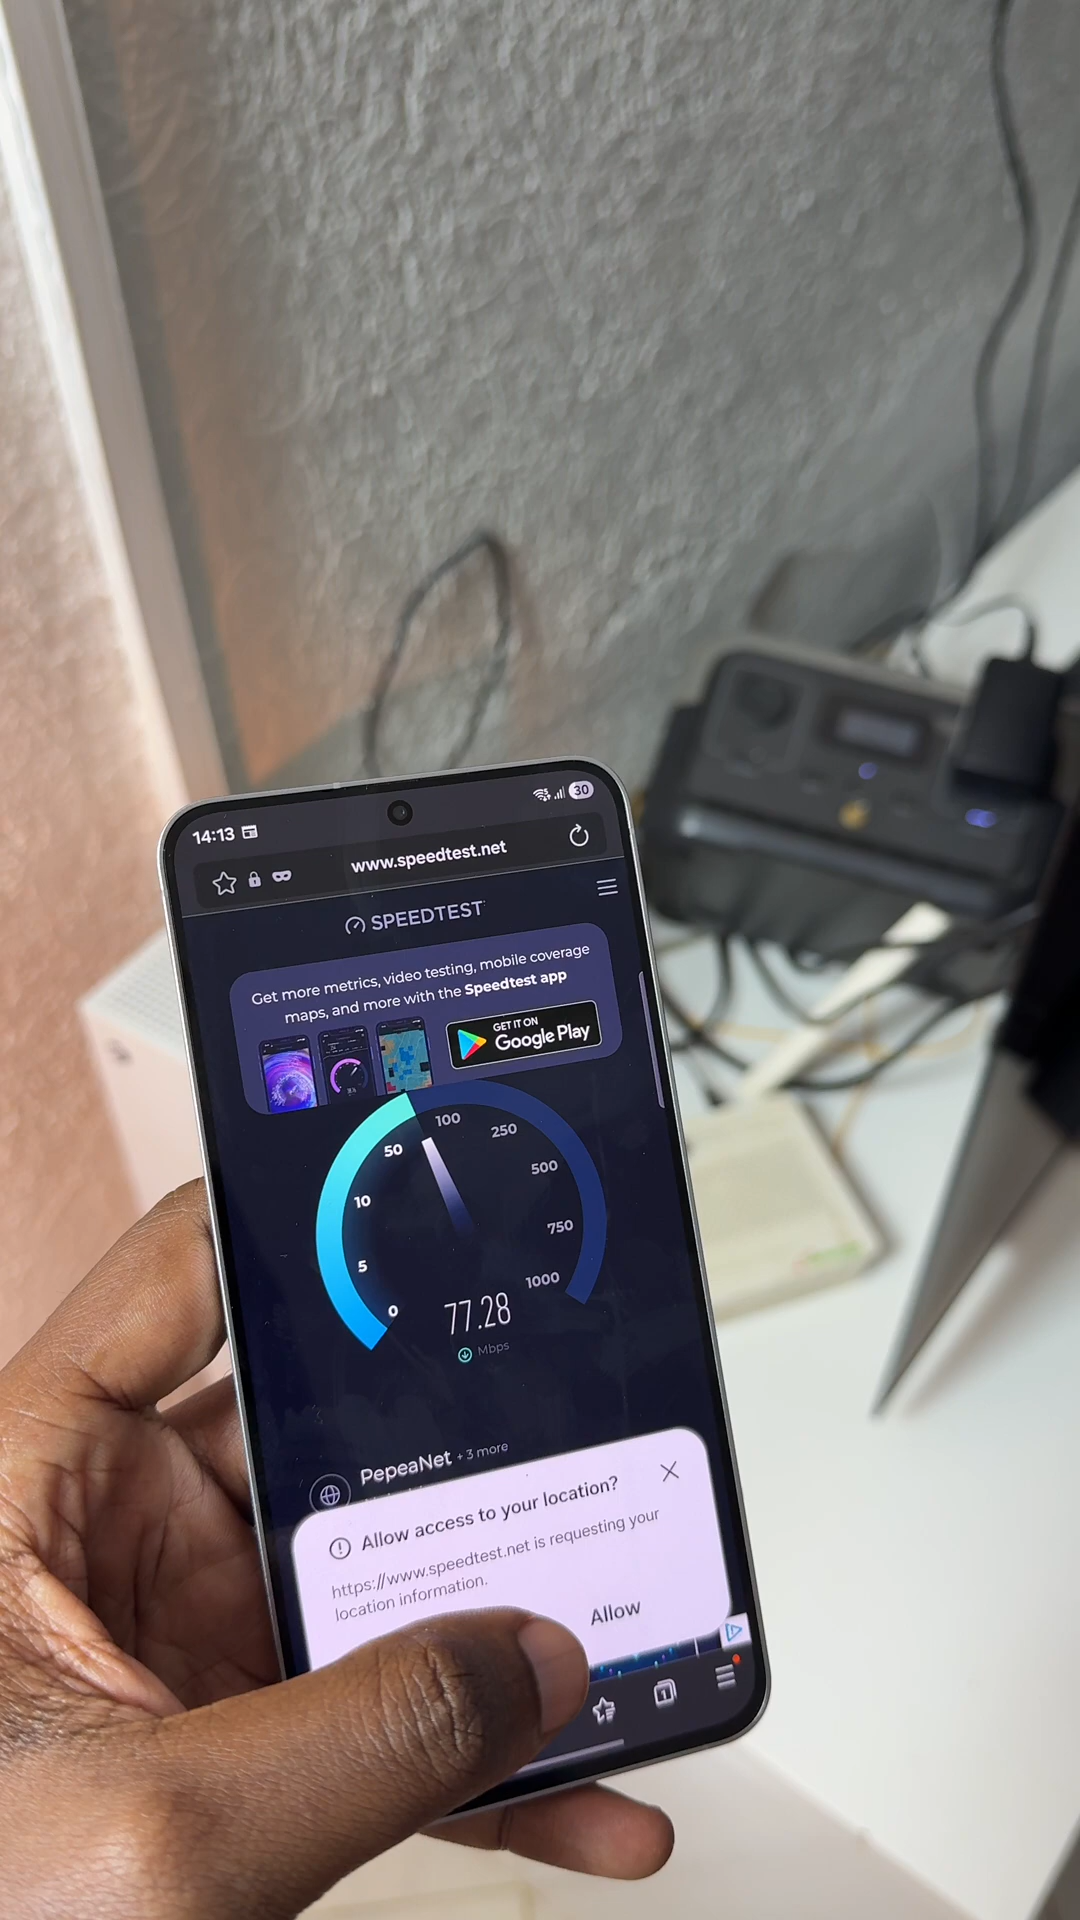 14:13
30
www.speedtest.net
SPEEDTEST
Get more metrics, video testing, mobile coverage
maps, and more with the Speedtest app
GET IT ON
Google Play
0
5
10
50
100
250
500
750
1000
77.28
Mbps
PepeaNet + 3 more
Allow access to your location?
https://www.speedtest.net is requesting your
location information.
Allow
1